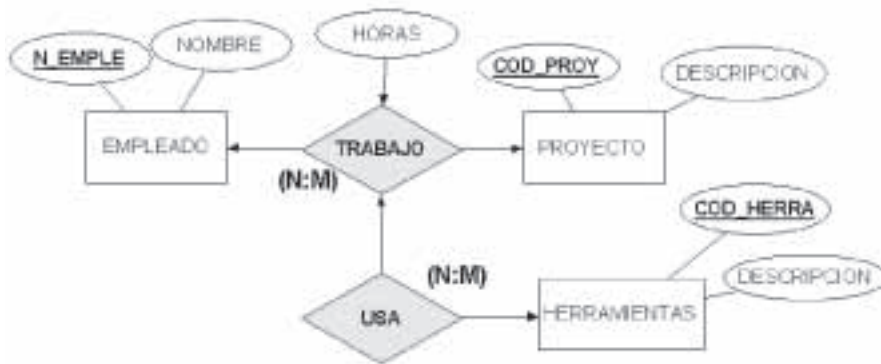 HORAS
N_EMPLE
NOMBRE
COD_PROY
DESCRIPCION
EMPLEADO
TRABAJO
PROYECTO
(N:M)
COD_HERRA
(N:M)
DESCRIPCION
USA
HERRAMIENTAS